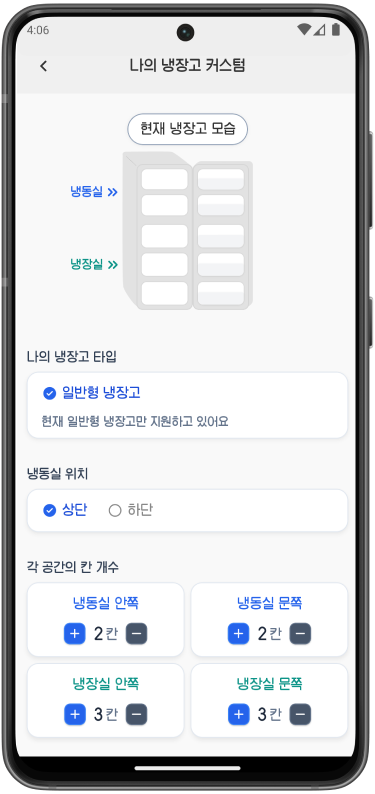 4:06
나의 냉장고 커스텀
현재 냉장고 모습
냉동실 »
냉장실 »
나의 냉장고 타입
일반형 냉장고
현재 일반형 냉장고만 지원하고 있어요
냉동실 위치
상단 하단
각 공간의 칸 개수
냉동실 안쪽 냉동실 문쪽
+ 2 칸 − + 2 칸 −
냉장실 안쪽 냉장실 문쪽
+ 3 칸 − + 3 칸 −